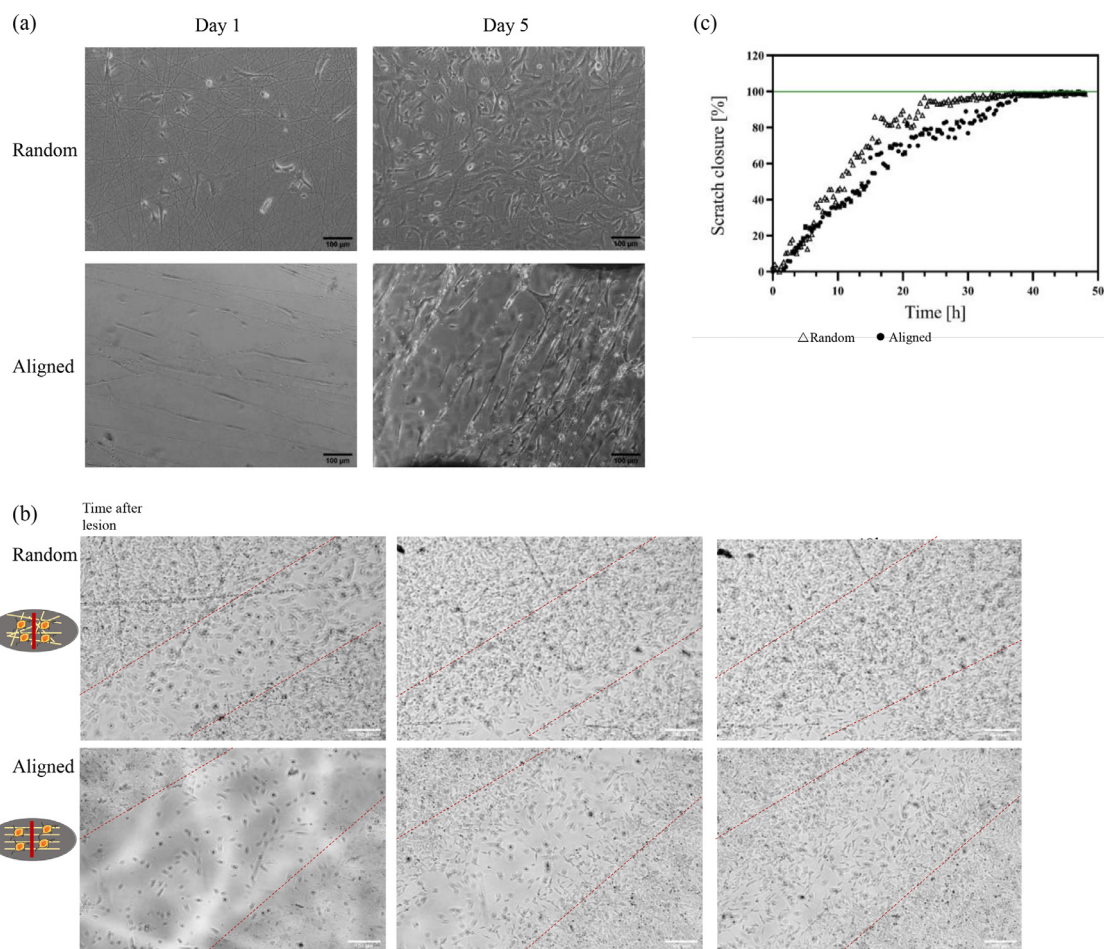 (a)
Day 1
Day 5
Random
100 µm
100 µm
Aligned
100 µm
100 µm
(c)
120
100
80
60
40
20
0
Scratch closure [%]
0
10
20
30
40
50
Time [h]
Random
Aligned
(b)
Time after
lesion
Random
Aligned